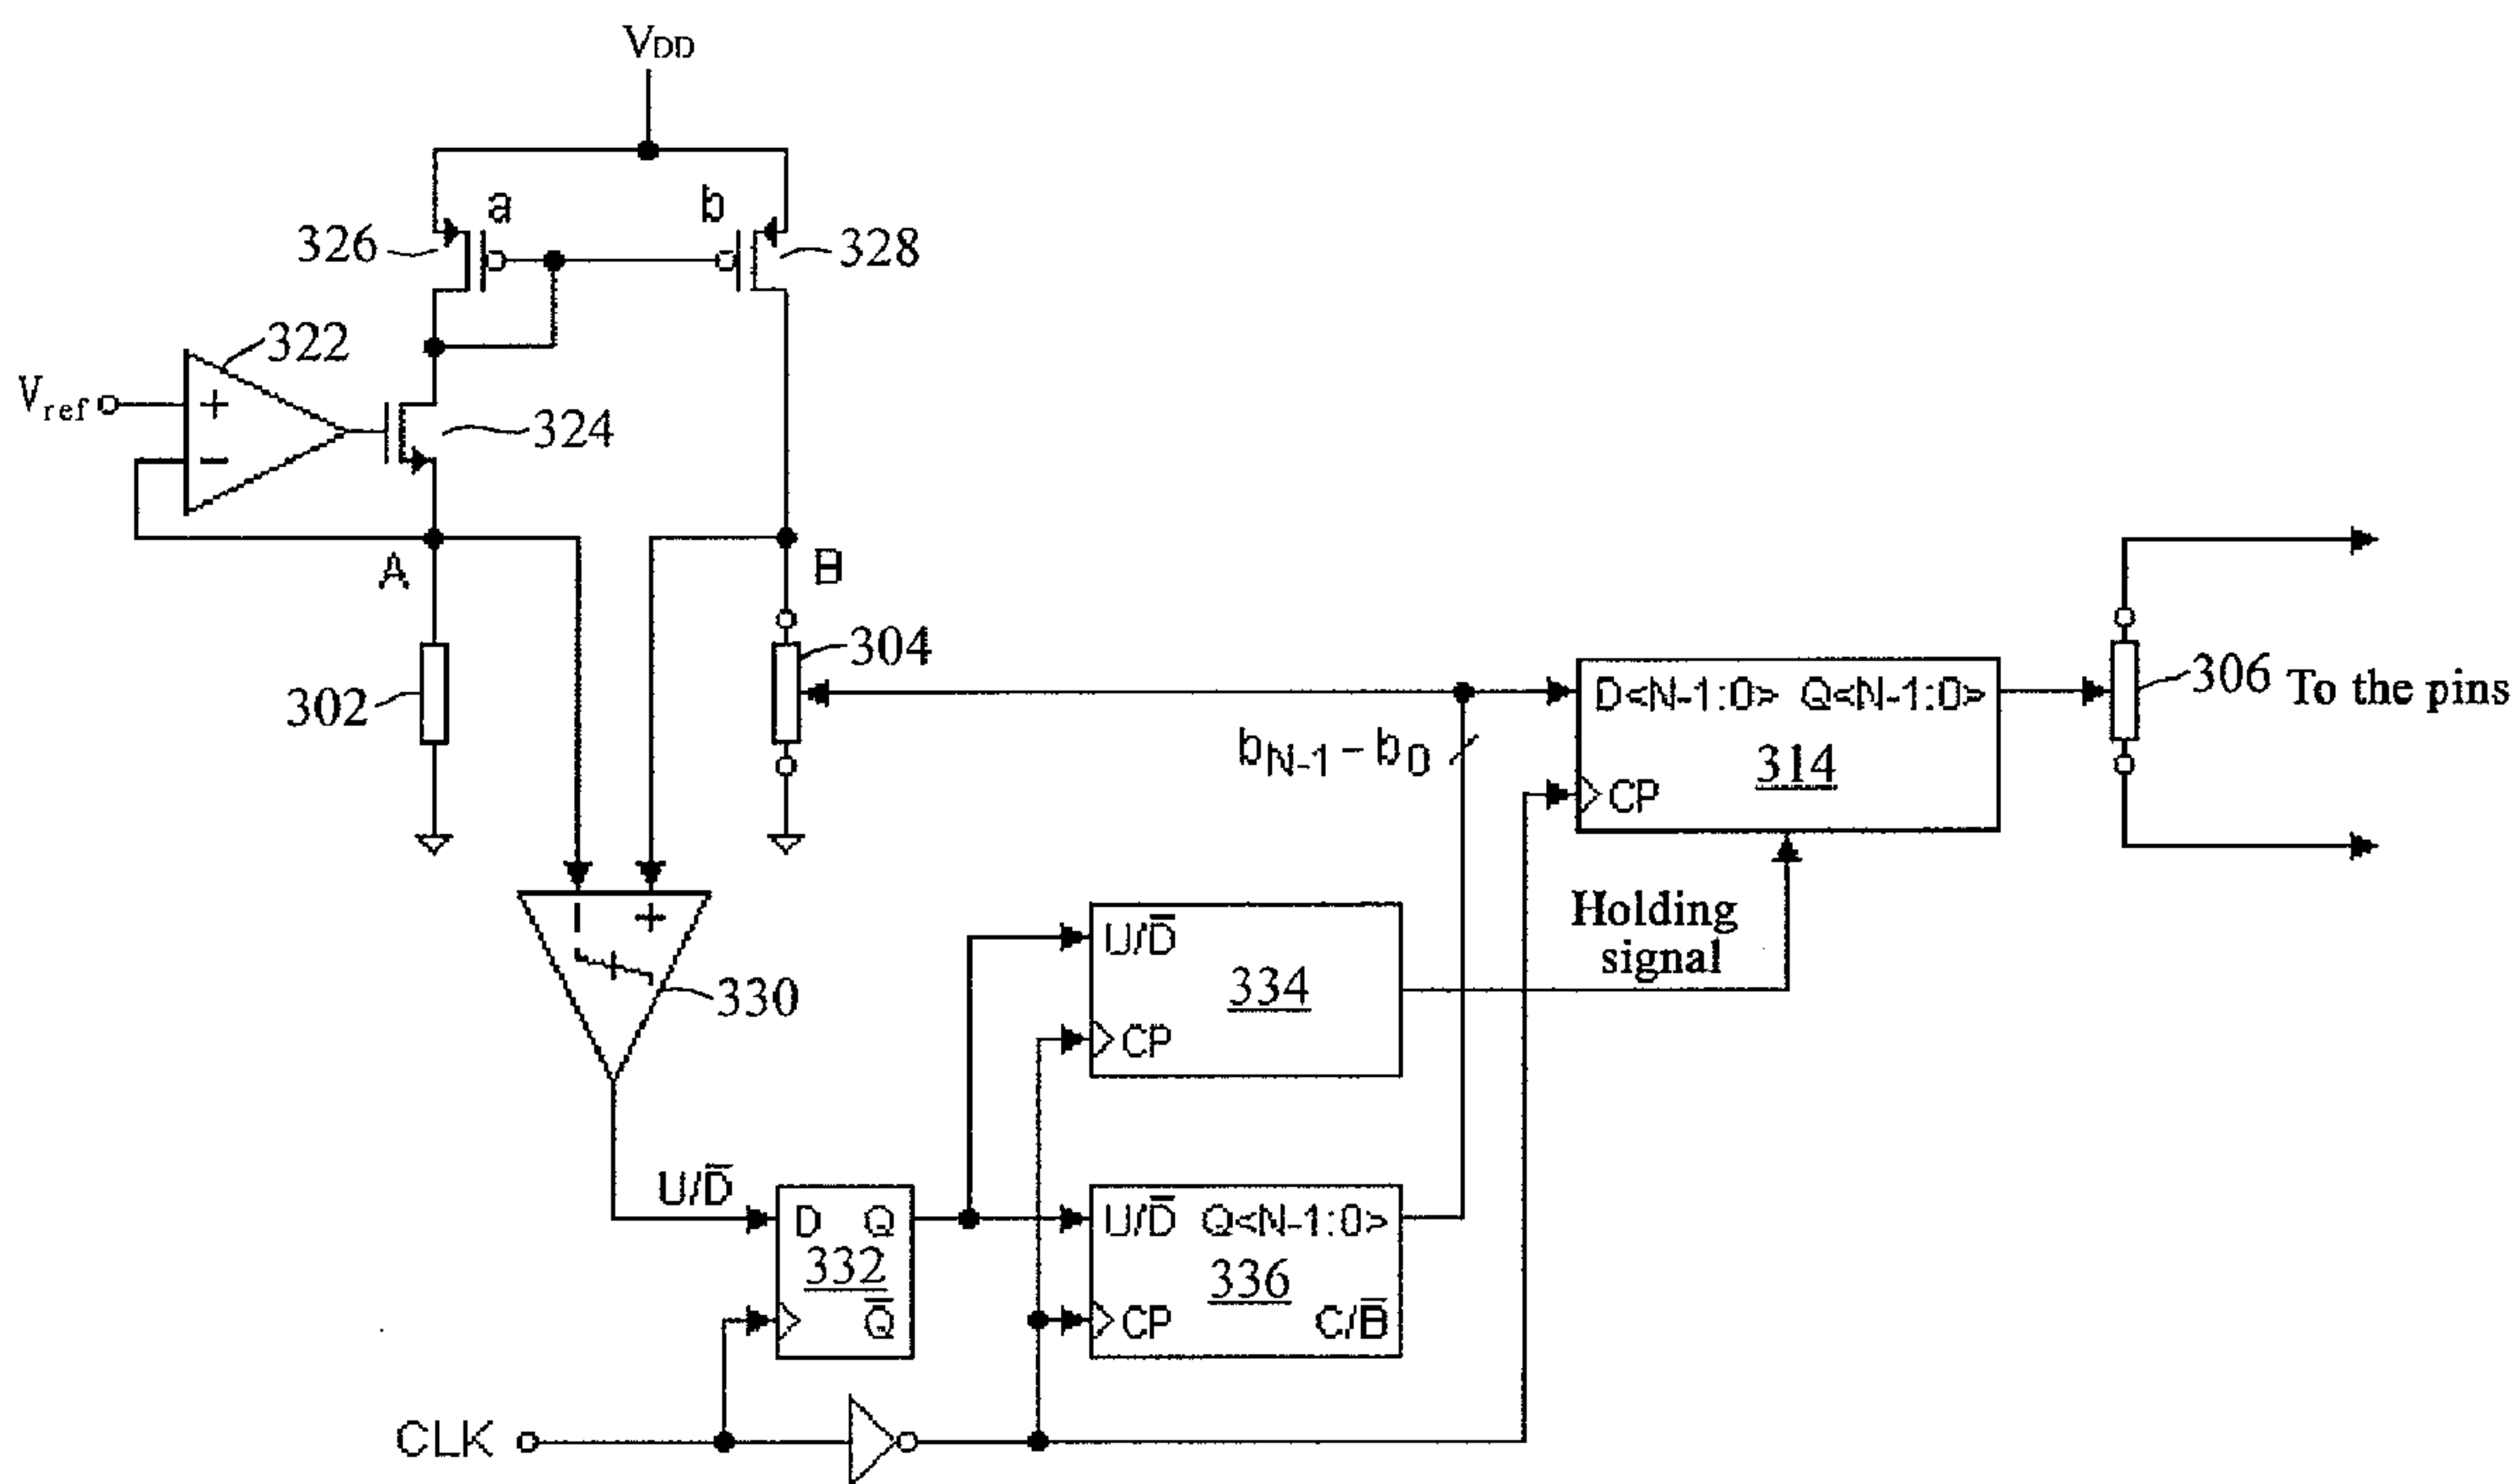 VDD
a
b
326
328
322
Vref
+
324
−
A
B
304
302
D<N-1:0> Q<N-1:0>
306
To the pins
bN-1 – b0
314
CP
Holding
signal
− +
U/D̅
334
330
CP
U/D̅
D Q
U/D̅ Q<N-1:0>
332
336
Q̅
CP
C/B̅
CLK